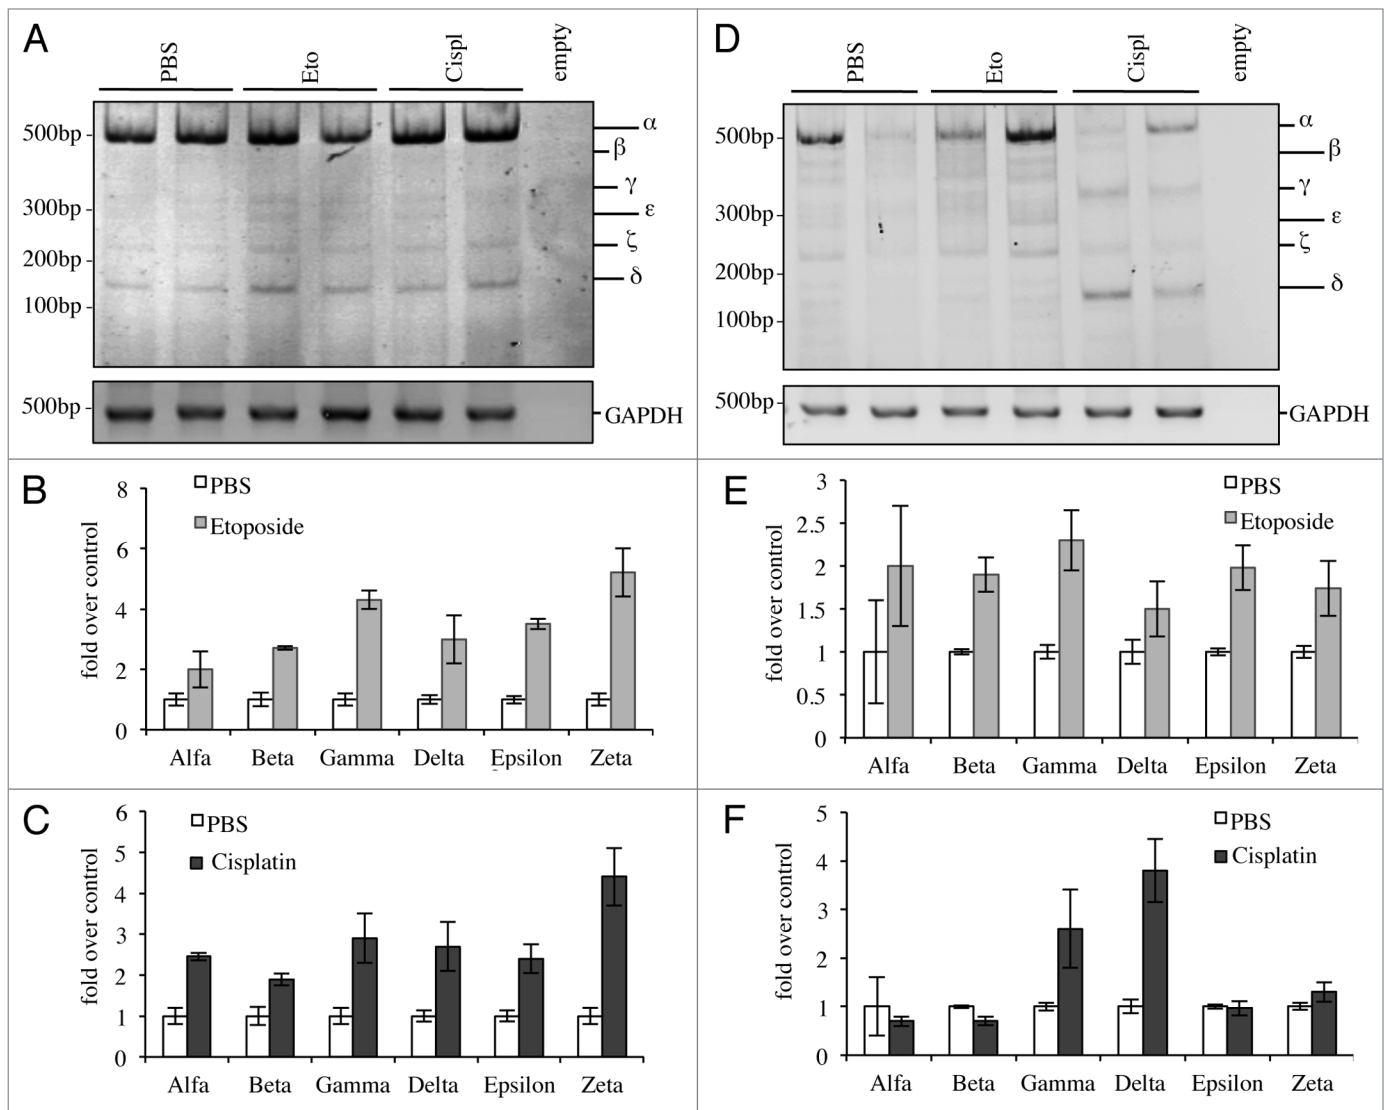 A
PBS Eto Cispl empty
500bp
300bp
200bp
100bp
α
β
γ
ε
ζ
δ
500bp
GAPDH
D
PBS Eto Cispl empty
500bp
300bp
200bp
100bp
α
β
γ
ε
ζ
δ
500bp
GAPDH
B
fold over control
8
6
4
2
0
PBS
Etoposide
Alfa Beta Gamma Delta Epsilon Zeta
E
fold over control
3
2.5
2
1.5
1
0.5
0
PBS
Etoposide
Alfa Beta Gamma Delta Epsilon Zeta
C
fold over control
6
5
4
3
2
1
0
PBS
Cisplatin
Alfa Beta Gamma Delta Epsilon Zeta
F
fold over control
5
4
3
2
1
0
PBS
Cisplatin
Alfa Beta Gamma Delta Epsilon Zeta